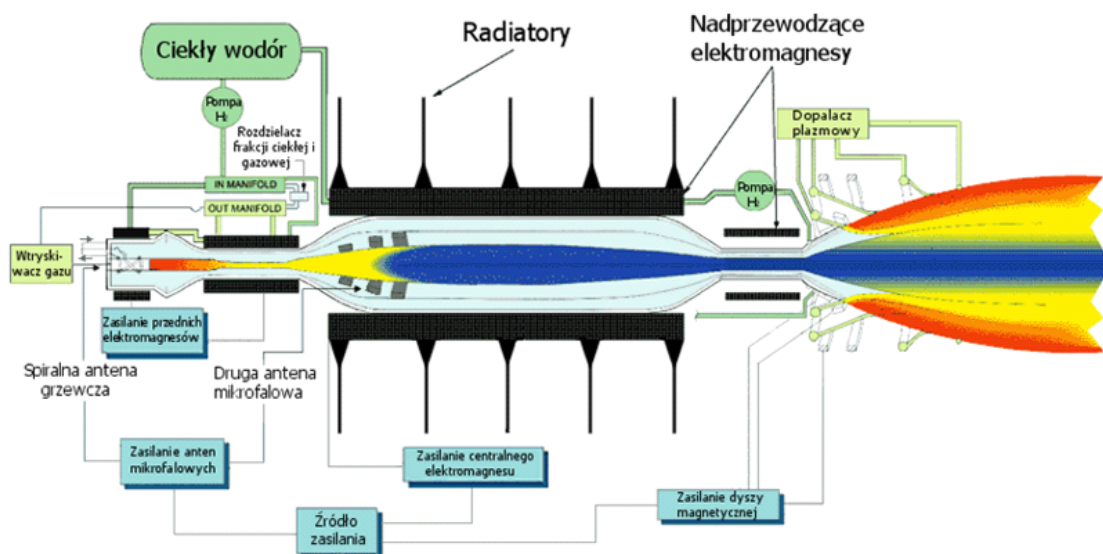 Ciekły wodór
Radiatory
Nadprzewodzące
elektromagnesy
Pompa
H₂
Rozdzielacz
frakcji ciekłej i
gazowej
Dopalacz
plazmowy
IN MANIFOLD
OUT MANIFOLD
Pompa
H₂
Wtryski-
wacz gazu
Zasilanie przednich
elektromagnesów
Spiralna antena
grzewcza
Druga antena
mikrofalowa
Zasilanie anten
mikrofalowych
Zasilanie centralnego
elektromagnesu
Zasilanie dyszy
magnetycznej
Źródło
zasilania